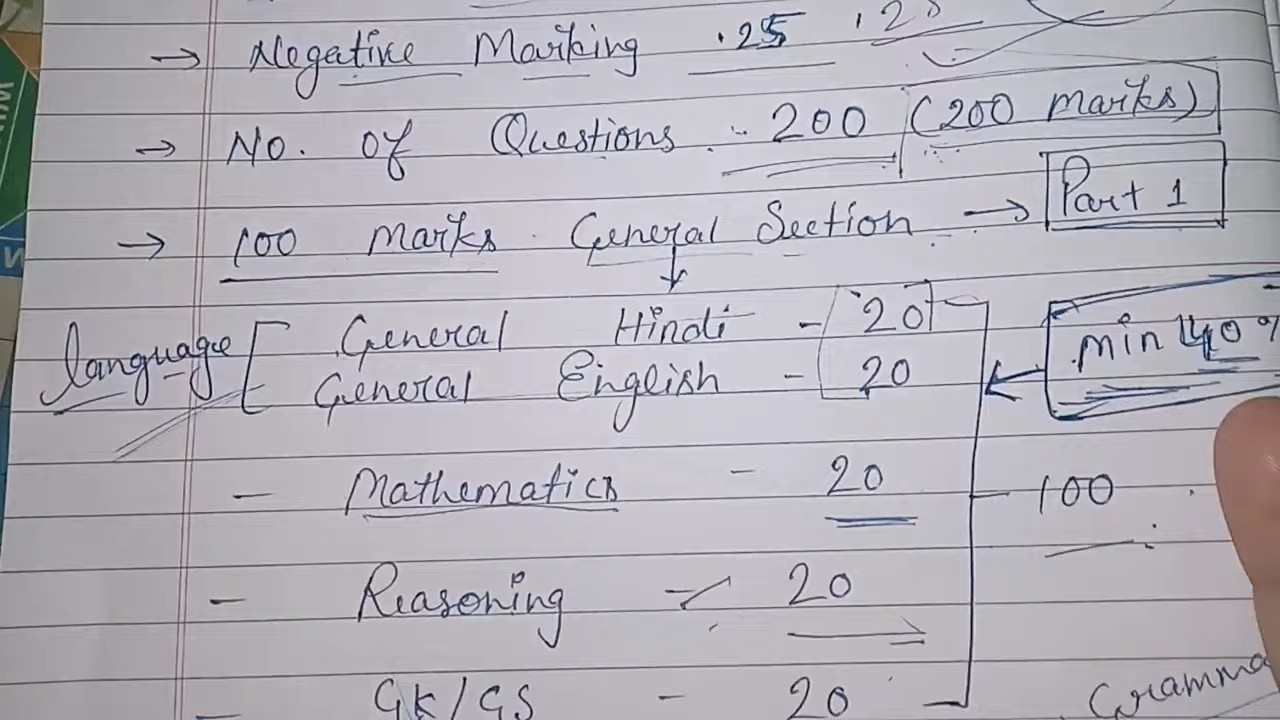 → Negative Marking .25 .25
→ No. of Questions .. 200 (200 marks)
→ 100 marks General Section → Part 1
language General Hindi - 20
General English - 20
min 40%
- Mathematics - 20
100
- Reasoning - 20
- GK/GS - 20